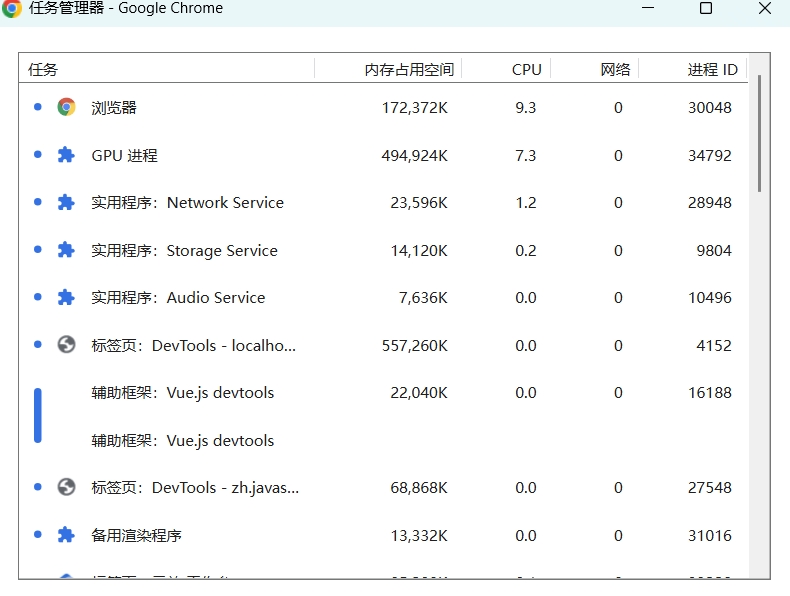 任务管理器 - Google Chrome
任务 内存占用空间 CPU 网络 进程 ID
浏览器 172,372K 9.3 0 30048
GPU 进程 494,924K 7.3 0 34792
实用程序：Network Service 23,596K 1.2 0 28948
实用程序：Storage Service 14,120K 0.2 0 9804
实用程序：Audio Service 7,636K 0.0 0 10496
标签页：DevTools - localho... 557,260K 0.0 0 4152
辅助框架：Vue.js devtools 22,040K 0.0 0 16188
辅助框架：Vue.js devtools
标签页：DevTools - zh.javas... 68,868K 0.0 0 27548
备用渲染程序 13,332K 0.0 0 31016